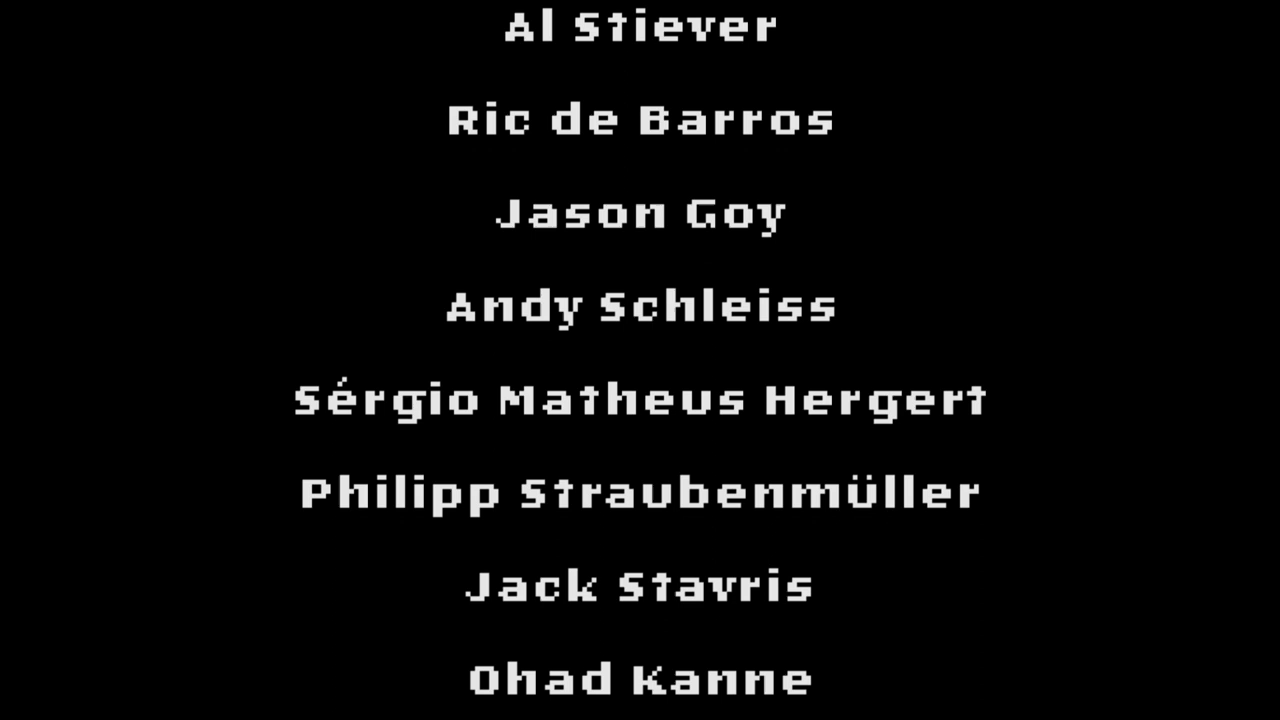 Al Stiever
Ric de Barros
Jason Goy
Andy Schleiss
Sérgio Matheus Hergert
Philipp Straubenmüller
Jack Stavris
Ohad Kanne